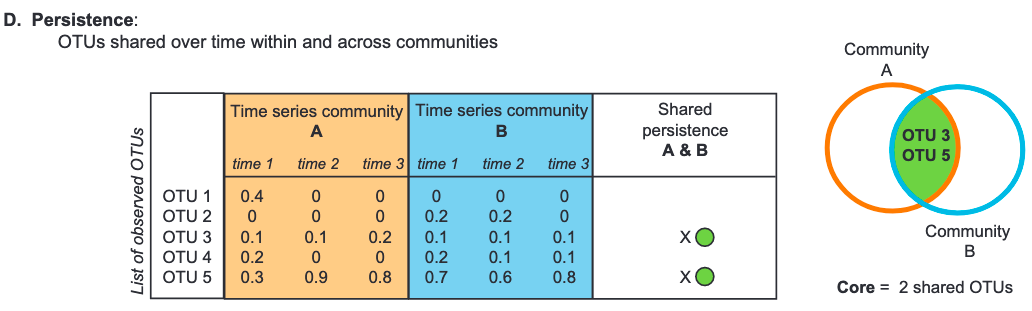 D. Persistence:
OTUs shared over time within and across communities
List of observed OTUs
Time series community A
Time series community B
Shared persistence A & B
time 1 time 2 time 3 time 1 time 2 time 3
OTU 1 0.4 0 0 0 0 0
OTU 2 0 0 0 0.2 0.2 0
OTU 3 0.1 0.1 0.2 0.1 0.1 0.1 X
OTU 4 0.2 0 0 0.2 0.1 0.1
OTU 5 0.3 0.9 0.8 0.7 0.6 0.8 X
Community
A
OTU 3
OTU 5
Community
B
Core = 2 shared OTUs